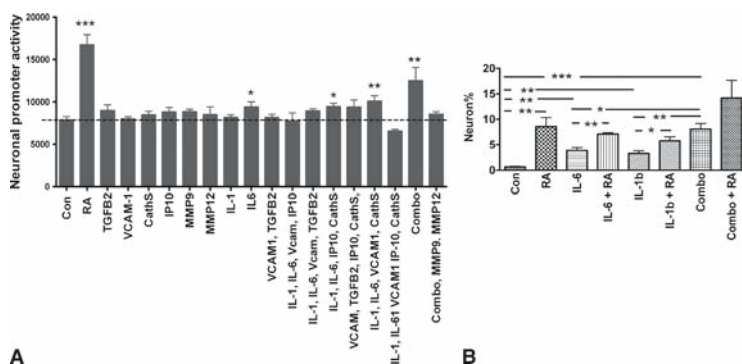 Neuronal promoter activity
20000
15000
10000
5000
0
***
*
*
**
**
Con
RA
TGFB2
VCAM-1
CathS
IP10
MMP9
MMP12
IL-1
IL6
VCAM1, TGFB2
IL-1, IL-6, Vcam, IP10
IL-1, IL-6, Vcam, TGFB2
IL-1, IL-6, IP10, CathS
VCAM, TGFB2, IP10, CathS,
IL-1, IL-6, VCAM1, CathS
IL-1, IL-61 VCAM1 IP-10, CathS
Combo
Combo, MMP9. MMP12
A
Neuron%
20
15
10
5
0
***
**
**
*
**
**
**
*
Con
RA
IL-6
IL-6 + RA
IL-1b
IL-1b + RA
Combo
Combo + RA
B